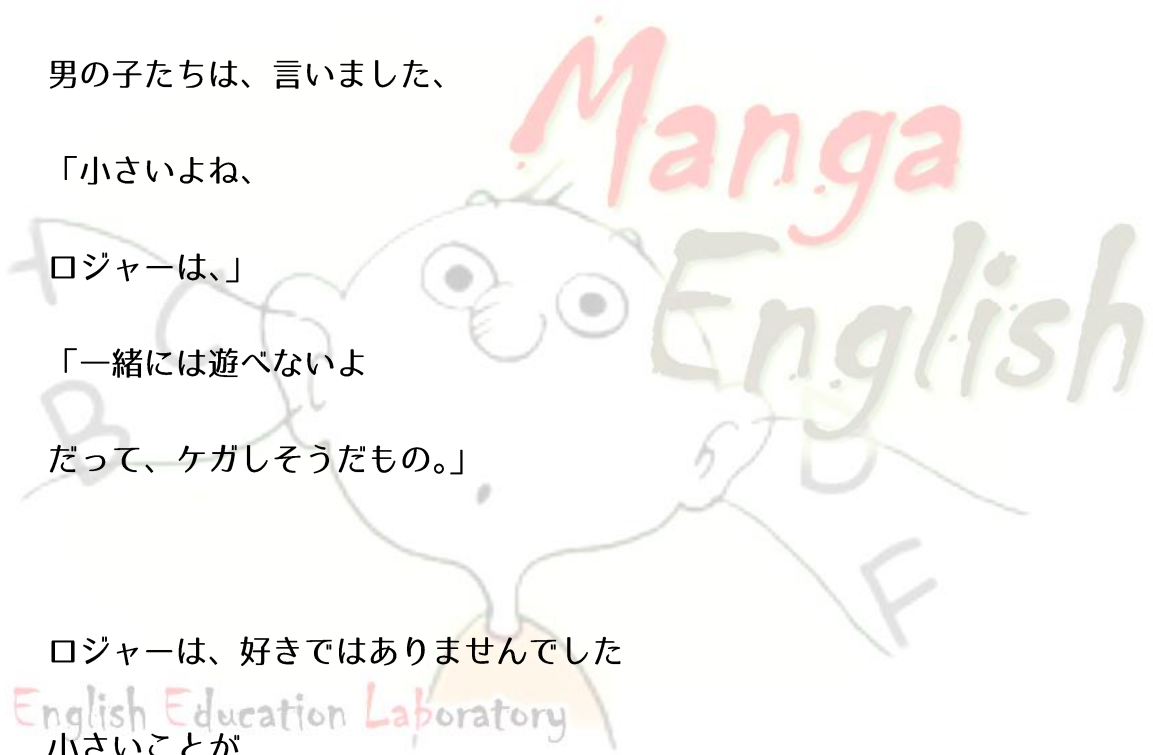 Manga
English
男の子たちは、言いました、
「小さいよね、
ロジャーは、」
「一緒には遊べないよ
だって、ケガしそうだもの。」
ロジャーは、好きではありませんでした
English Education Laboratory
小さいことが
A
C
B
D
F